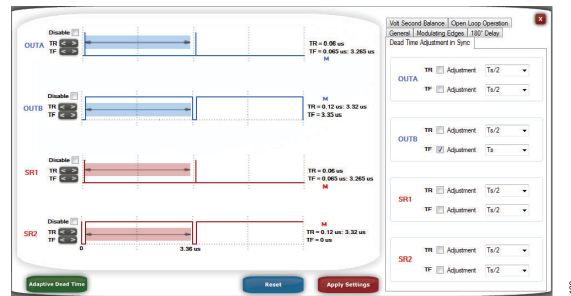 Disable
OUTA TR < >
TF < >
TR = 0.06 us
TF = 0.065 us: 3.265 us
M
Disable
OUTB TR < >
TF < >
M
TR = 0.12 us: 3.32 us
TF = 3.35 us
Disable
SR1 TR < >
TF < >
TR = 0.06 us
TF = 0.065 us: 3.265 us
M
Disable
SR2 TR < >
TF < >
M
TR = 0.12 us: 3.32 us
TF = 0 us
0 3.36 us
Adaptive Dead Time Reset Apply Settings
Volt Second Balance Open Loop Operation
General Modulating Edges 180° Delay
Dead Time Adjustment in Sync
OUTA TR Adjustment Ts/2
TF Adjustment Ts/2
OUTB TR Adjustment Ts/2
TF Adjustment Ts
SR1 TR Adjustment Ts/2
TF Adjustment Ts/2
SR2 TR Adjustment Ts/2
TF Adjustment Ts/2